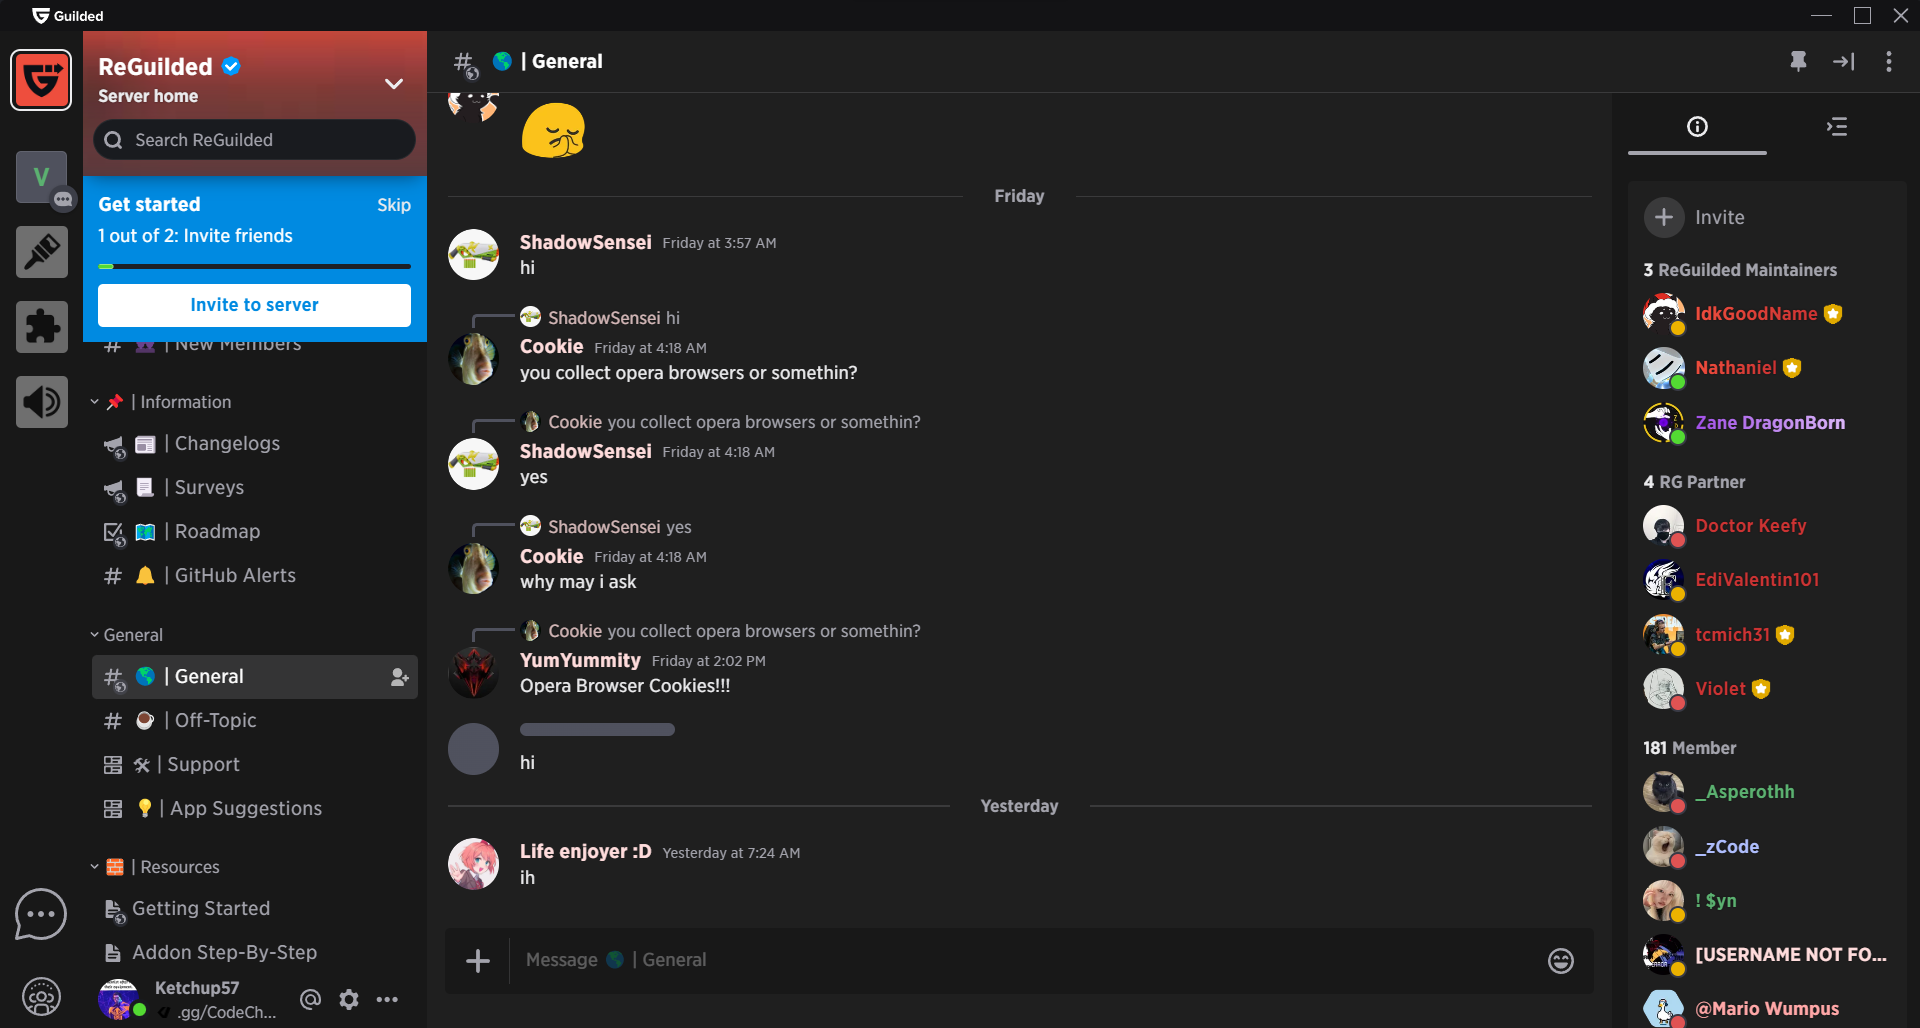 Guilded
ReGuilded
Server home
Search ReGuilded
Get started
Skip
1 out of 2: Invite friends
Invite to server
V
# | New Members
| Information
| Changelogs
| Surveys
| Roadmap
# | GitHub Alerts
General
# | General
# | Off-Topic
| Support
| App Suggestions
| Resources
Getting Started
Addon Step-By-Step
Ketchup57
.gg/CodeCh...
# | General
Friday
ShadowSensei Friday at 3:57 AM
hi
ShadowSensei hi
Cookie Friday at 4:18 AM
you collect opera browsers or somethin?
Cookie you collect opera browsers or somethin?
ShadowSensei Friday at 4:18 AM
yes
ShadowSensei yes
Cookie Friday at 4:18 AM
why may i ask
Cookie you collect opera browsers or somethin?
YumYummity Friday at 2:02 PM
Opera Browser Cookies!!!
hi
Yesterday
Life enjoyer :D Yesterday at 7:24 AM
ih
Message | General
Invite
3 ReGuilded Maintainers
IdkGoodName
Nathaniel
Zane DragonBorn
4 RG Partner
Doctor Keefy
EdiValentin101
tcmich31
Violet
181 Member
_Asperothh
_zCode
! $yn
[USERNAME NOT FO...
@Mario Wumpus